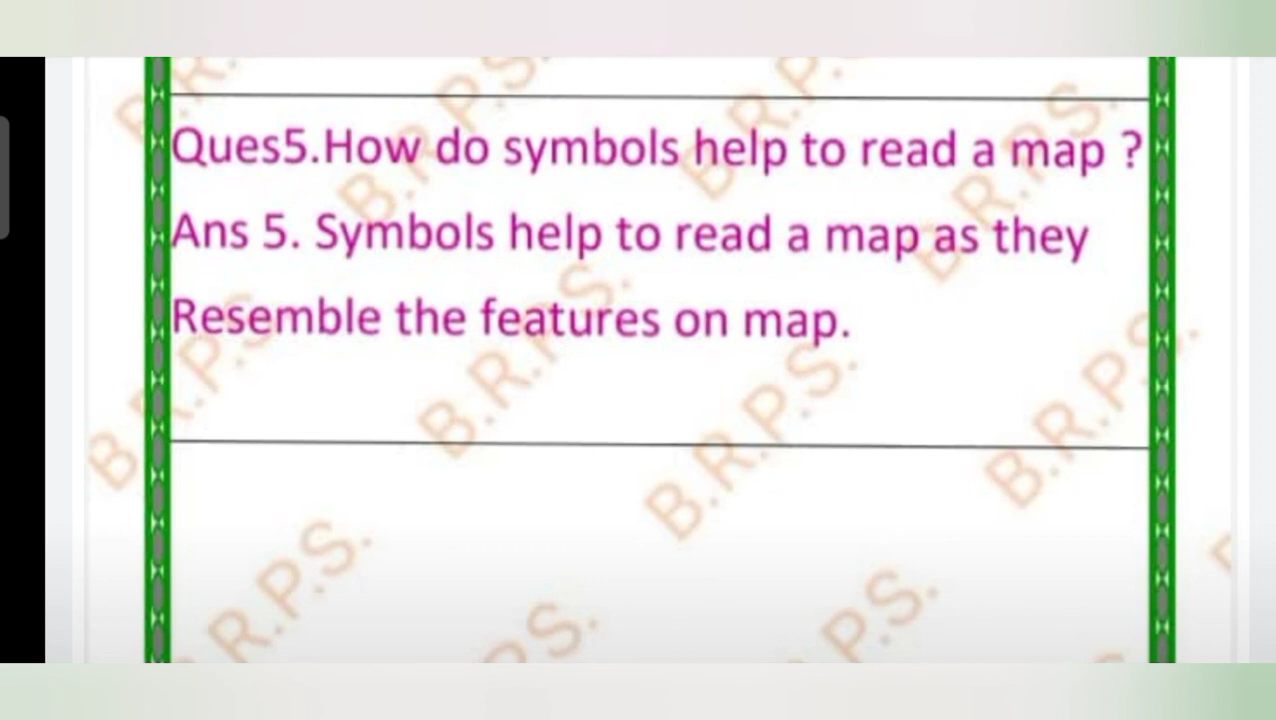 Ques5.How do symbols help to read a map ?
Ans 5. Symbols help to read a map as they
Resemble the features on map.
B.R.P.S.
B.R.P.S.
B.R.P.S.
B.R.P.S.
B.R.P.S.
B.R.P.S.
B.R.P.S.
B.R.P.S.